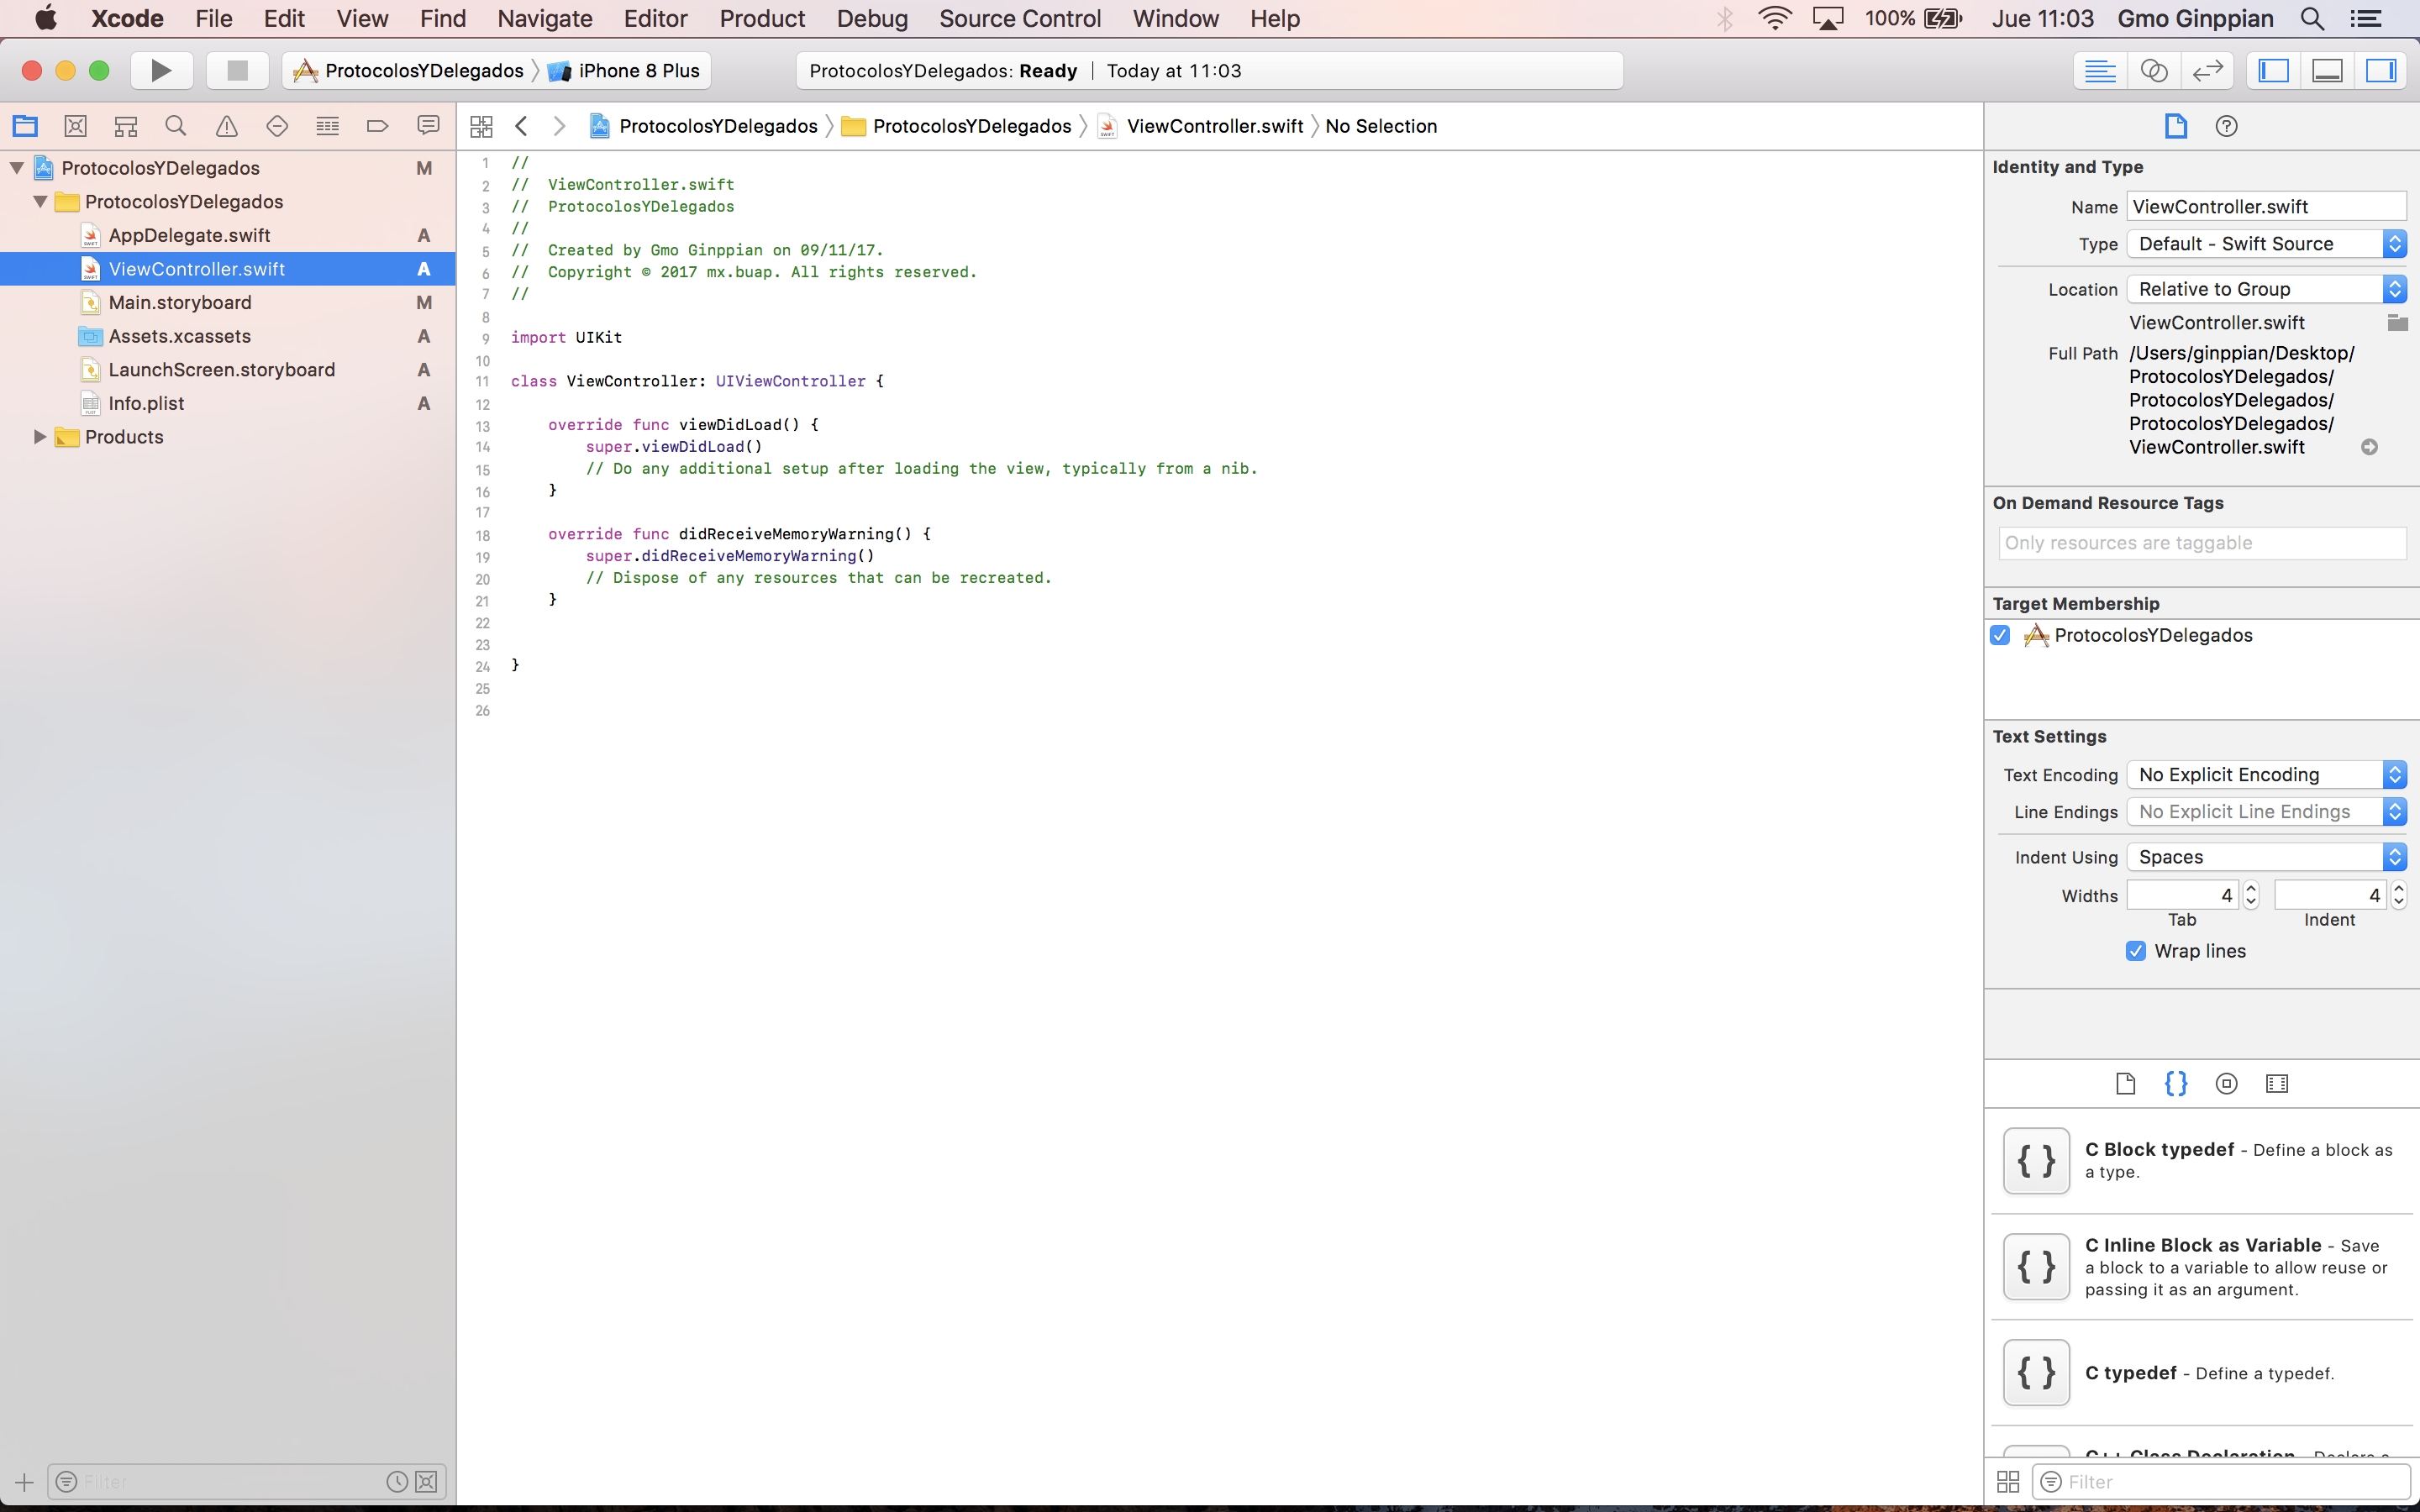 Xcode File Edit View Find Navigate Editor Product Debug Source Control Window Help 100% Jue 11:03 Gmo Ginppian
ProtocolosYDelegados iPhone 8 Plus ProtocolosYDelegados: Ready | Today at 11:03
ProtocolosYDelegados ProtocolosYDelegados ViewController.swift No Selection
ProtocolosYDelegados M
ProtocolosYDelegados
AppDelegate.swift A
ViewController.swift A
Main.storyboard M
Assets.xcassets A
LaunchScreen.storyboard A
Info.plist A
Products
Filter
1 //
2 //  ViewController.swift
3 //  ProtocolosYDelegados
4 //
5 //  Created by Gmo Ginppian on 09/11/17.
6 //  Copyright © 2017 mx.buap. All rights reserved.
7 //
8
9 import UIKit
10
11 class ViewController: UIViewController {
12
13     override func viewDidLoad() {
14         super.viewDidLoad()
15         // Do any additional setup after loading the view, typically from a nib.
16     }
17
18     override func didReceiveMemoryWarning() {
19         super.didReceiveMemoryWarning()
20         // Dispose of any resources that can be recreated.
21     }
22
23
24 }
25
26
Identity and Type
Name ViewController.swift
Type Default - Swift Source
Location Relative to Group
ViewController.swift
Full Path /Users/ginppian/Desktop/
ProtocolosYDelegados/
ProtocolosYDelegados/
ProtocolosYDelegados/
ViewController.swift
On Demand Resource Tags
Only resources are taggable
Target Membership
ProtocolosYDelegados
Text Settings
Text Encoding No Explicit Encoding
Line Endings No Explicit Line Endings
Indent Using Spaces
Widths 4 4
Tab Indent
Wrap lines
{ } C Block typedef - Define a block as
a type.
{ } C Inline Block as Variable - Save
a block to a variable to allow reuse or
passing it as an argument.
{ } C typedef - Define a typedef.
C++ Class Declaration - Declare a
Filter